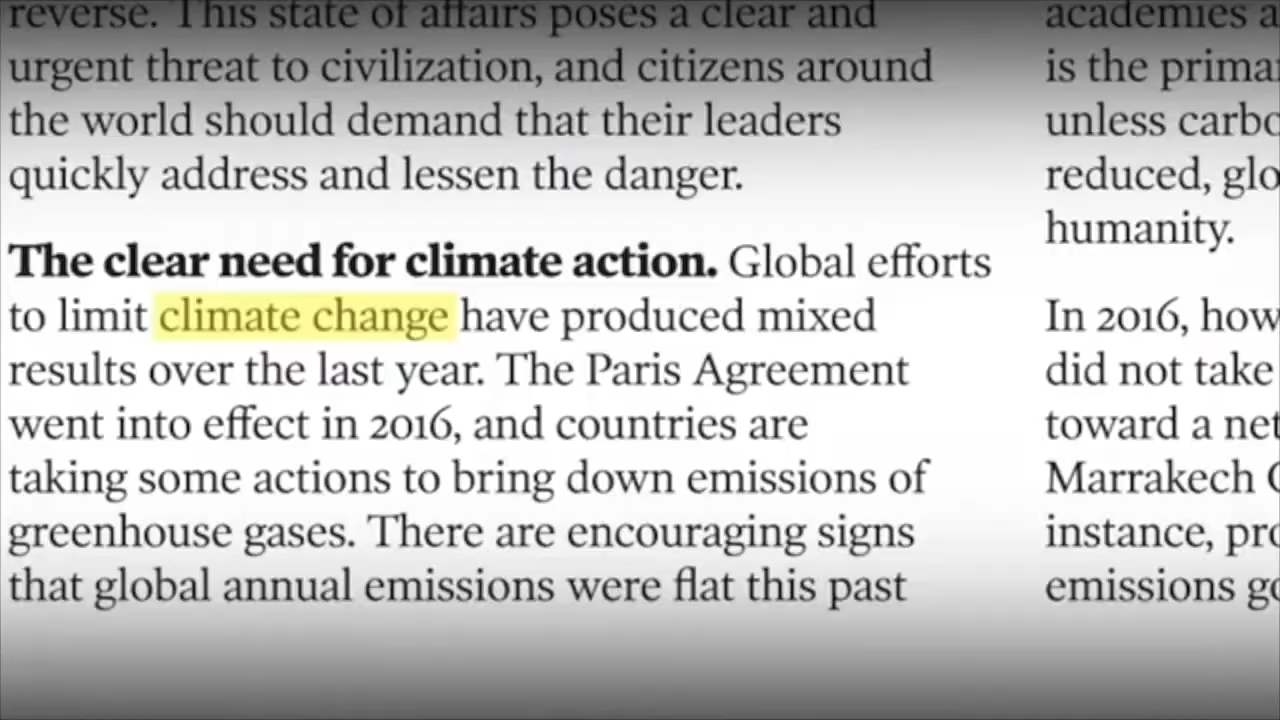 reverse. This state of affairs poses a clear and
urgent threat to civilization, and citizens around
the world should demand that their leaders
quickly address and lessen the danger.
The clear need for climate action. Global efforts
to limit climate change have produced mixed
results over the last year. The Paris Agreement
went into effect in 2016, and countries are
taking some actions to bring down emissions of
greenhouse gases. There are encouraging signs
that global annual emissions were flat this past
academies a
is the prima
unless carbo
reduced, glo
humanity.
In 2016, how
did not take
toward a net
Marrakech C
instance, pro
emissions go